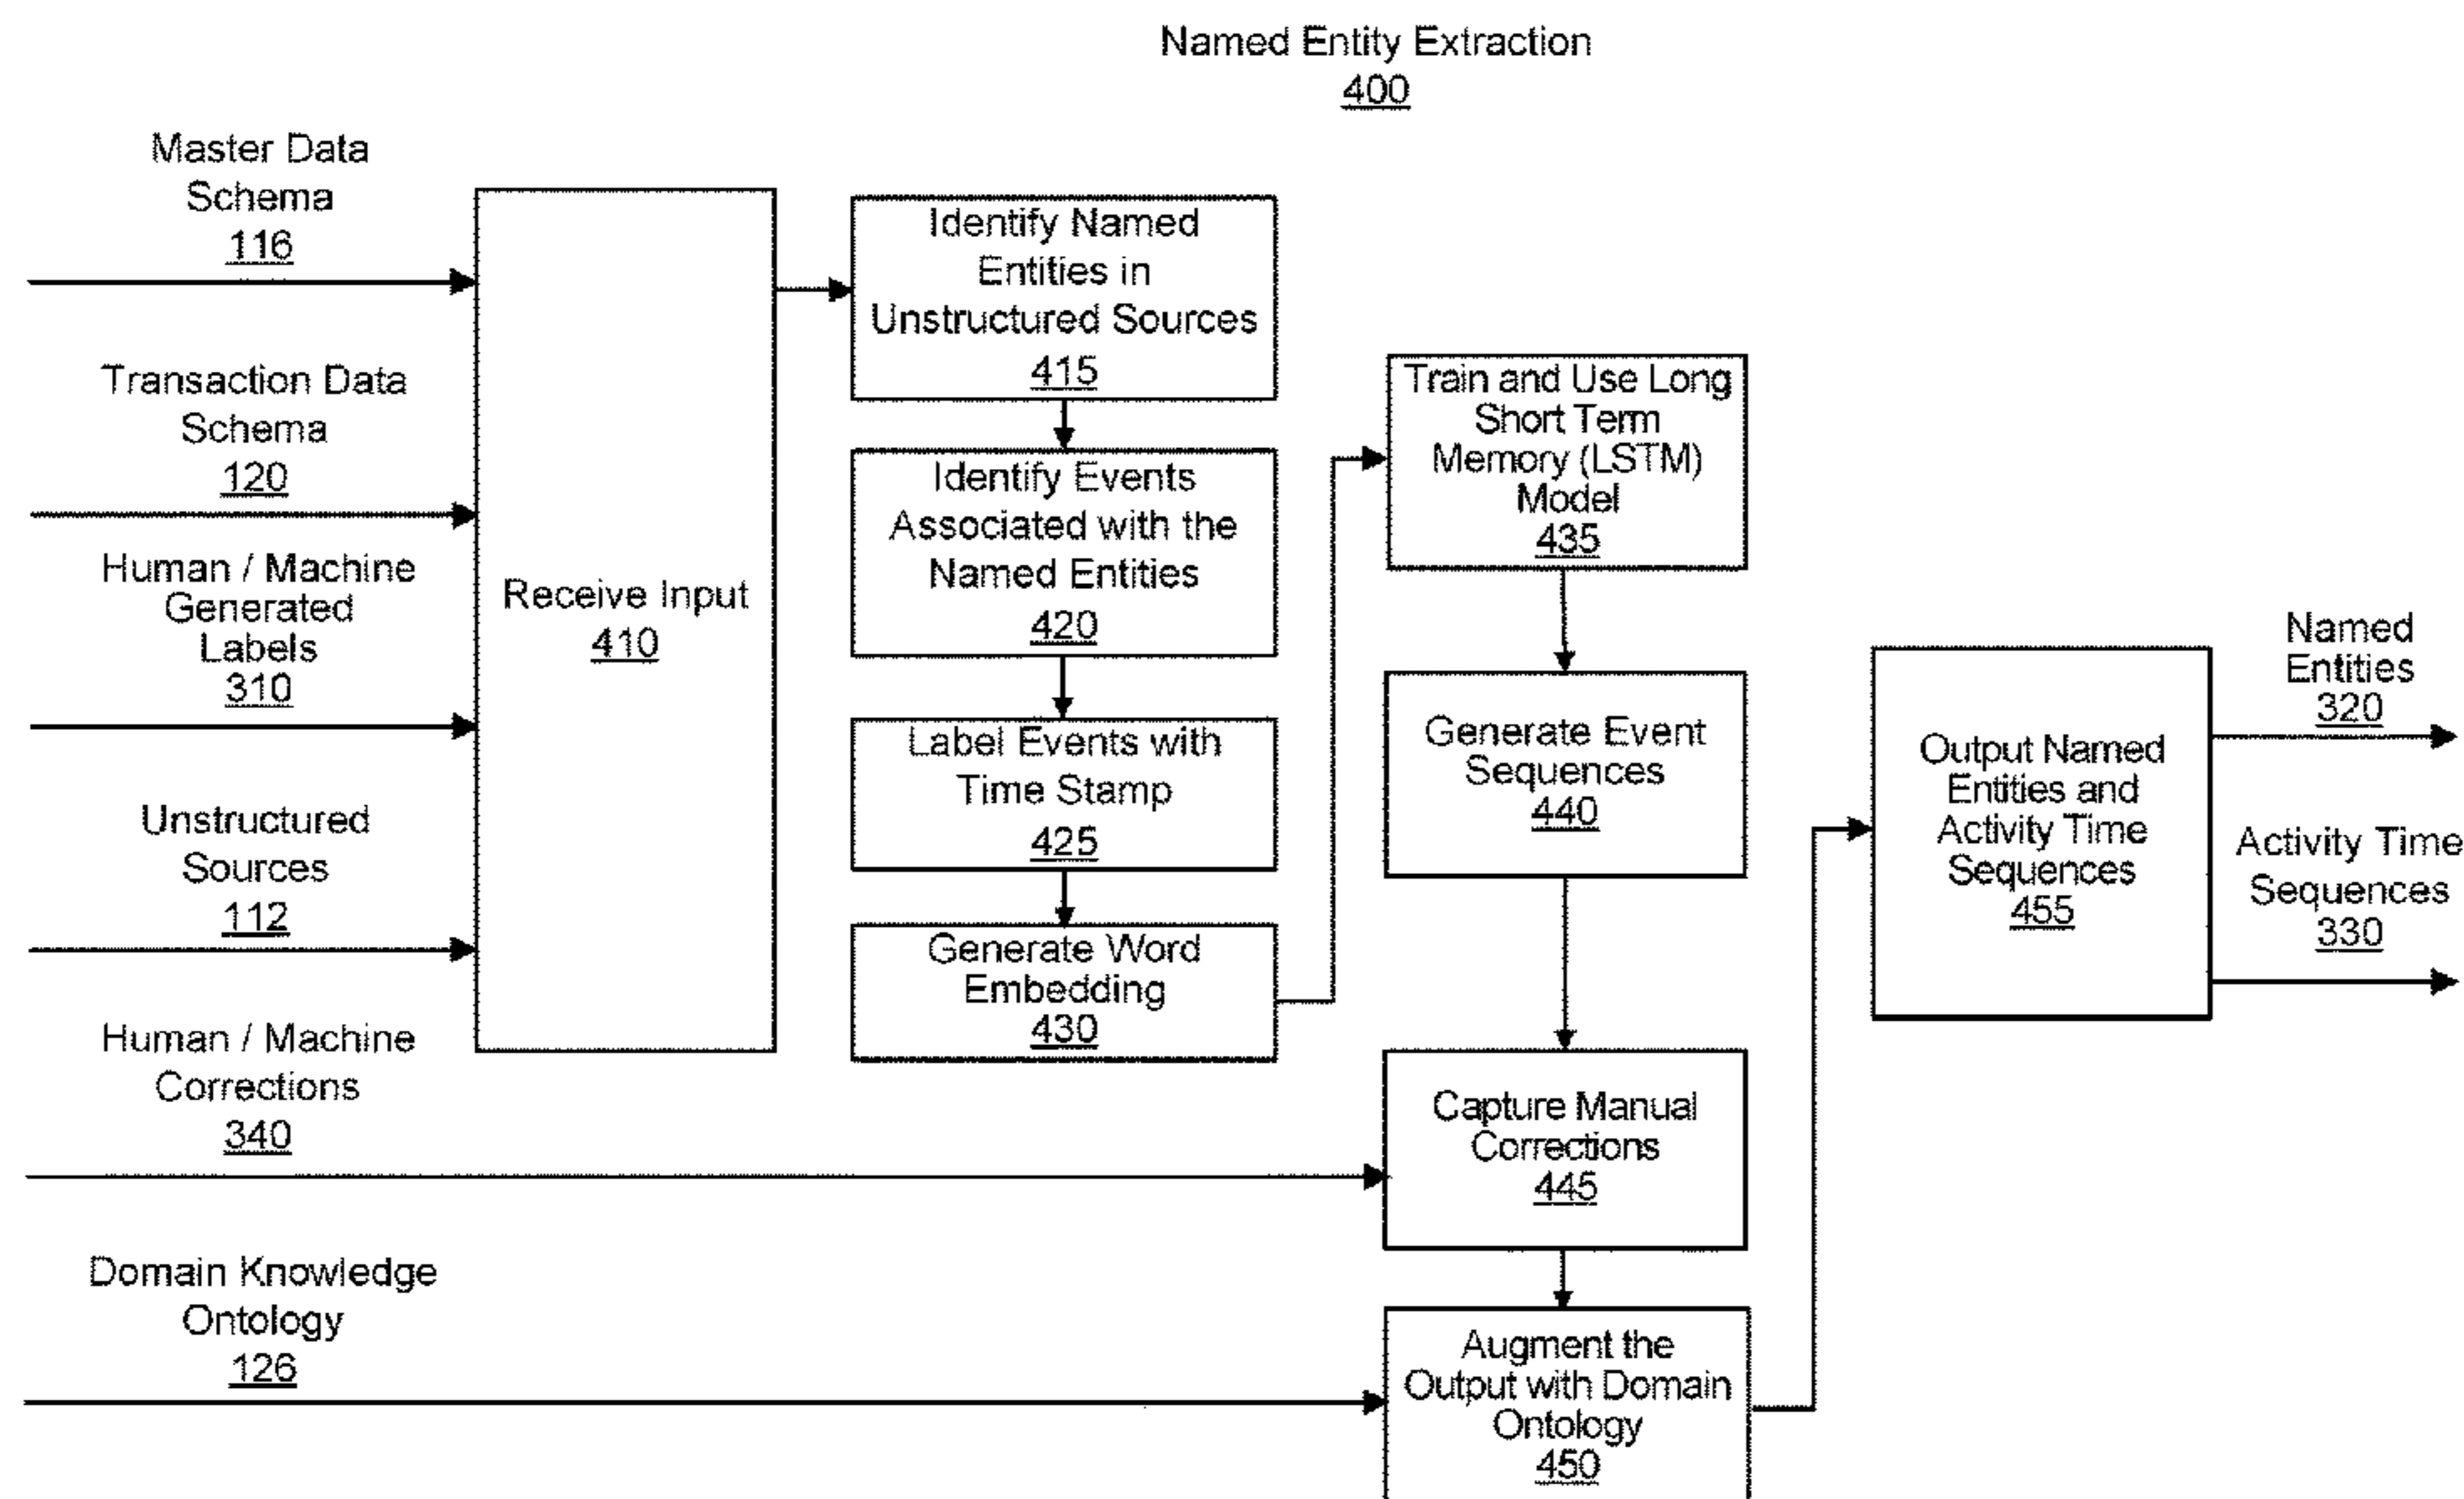 Named Entity Extraction
400
Master Data
Schema
116
Transaction Data
Schema
120
Human / Machine
Generated
Labels
310
Unstructured
Sources
112
Human / Machine
Corrections
340
Domain Knowledge
Ontology
126
Receive Input
410
Identify Named
Entities in
Unstructured Sources
415
Identify Events
Associated with the
Named Entities
420
Label Events with
Time Stamp
425
Generate Word
Embedding
430
Train and Use Long
Short Term
Memory (LSTM)
Model
435
Generate Event
Sequences
440
Capture Manual
Corrections
445
Augment the
Output with Domain
Ontology
450
Output Named
Entities and
Activity Time
Sequences
455
Named
Entities
320
Activity Time
Sequences
330